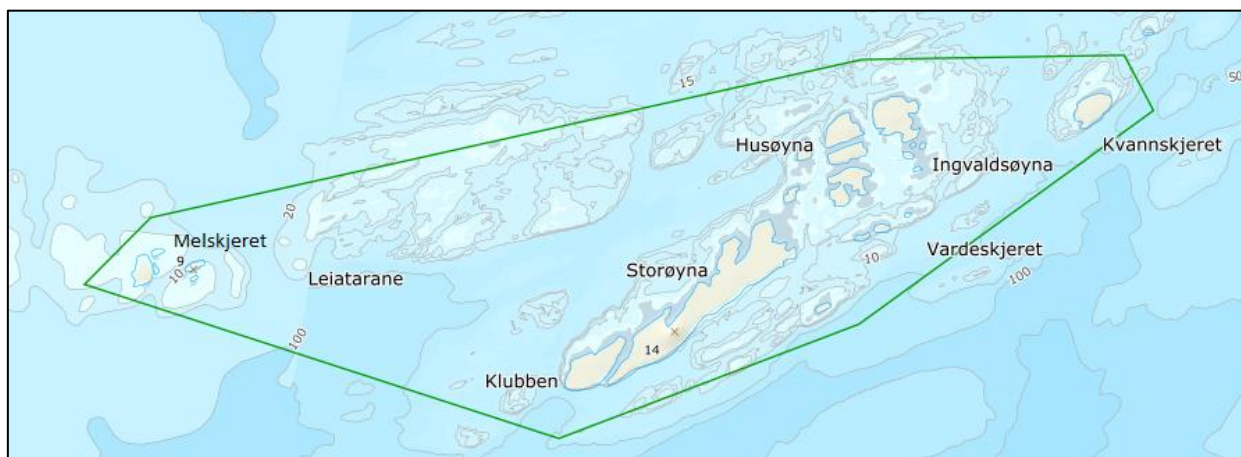 15
50
Husøyna
Kvannskjeret
Ingvaldsøyna
20
Melskjeret
9
10
Vardeskjeret
10
Storøyna
Leiatarane
100
100
14
Klubben